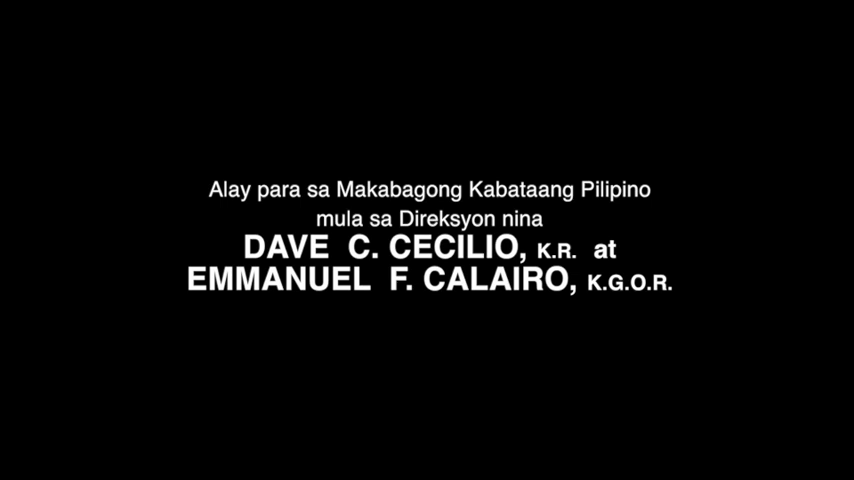 Alay para sa Makabagong Kabataang Pilipino
mula sa Direksyon nina
DAVE C. CECILIO, K.R. at
EMMANUEL F. CALAIRO, K.G.O.R.